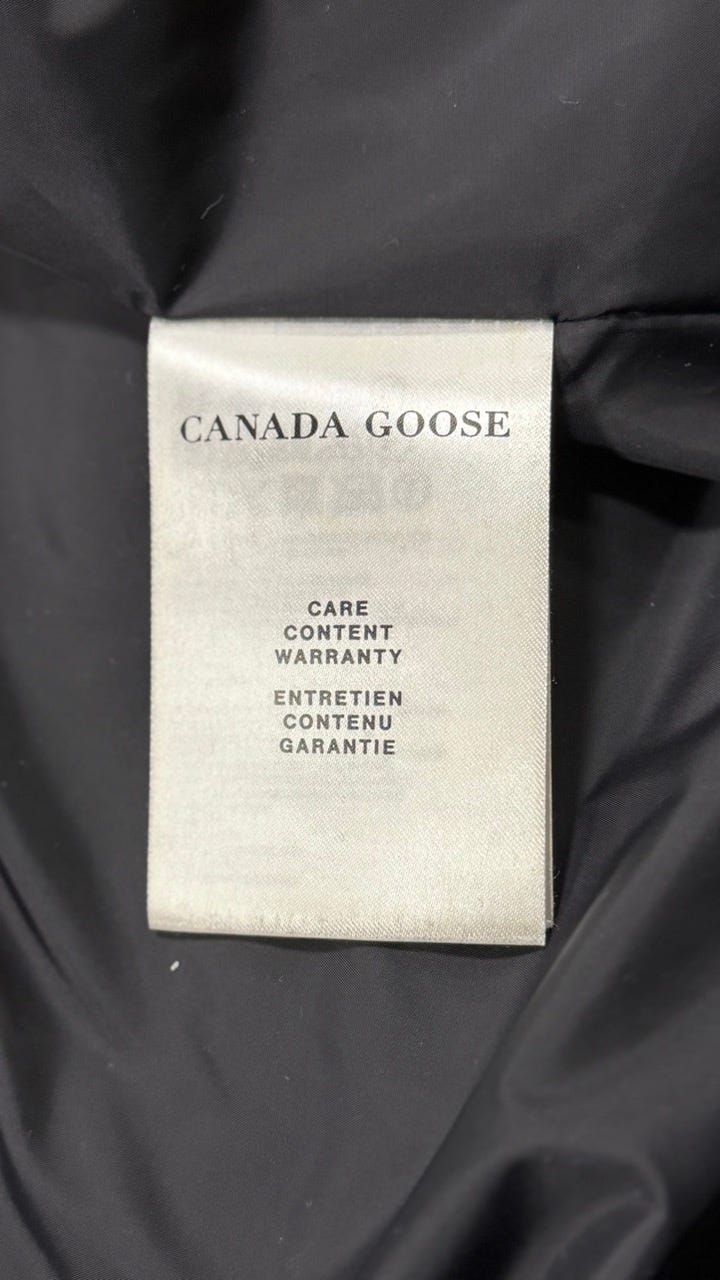 CANADA GOOSE
CARE
CONTENT
WARRANTY
ENTRETIEN
CONTENU
GARANTIE